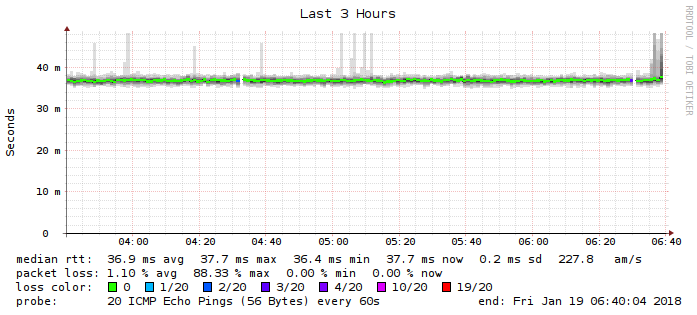 Last 3 Hours
RRDTOOL / TOBI OETIKER
Seconds
40 m
30 m
20 m
10 m
0
04:00 04:20 04:40 05:00 05:20 05:40 06:00 06:20 06:40
median rtt: 36.9 ms avg 37.7 ms max 36.4 ms min 37.7 ms now 0.2 ms sd 227.8 am/s
packet loss: 1.10 % avg 88.33 % max 0.00 % min 0.00 % now
loss color: 0 1/20 2/20 3/20 4/20 10/20 19/20
probe: 20 ICMP Echo Pings (56 Bytes) every 60s end: Fri Jan 19 06:40:04 2018